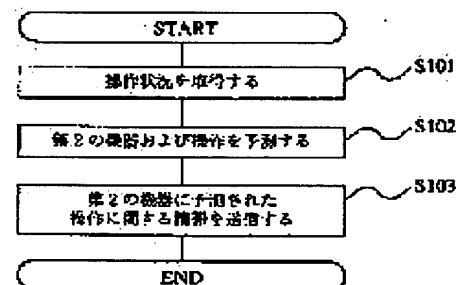 START
操作状況を取得する
S101
第2の機器および操作を予測する
S102
第2の機器に予測された
操作に関する情報を送信する
S103
END